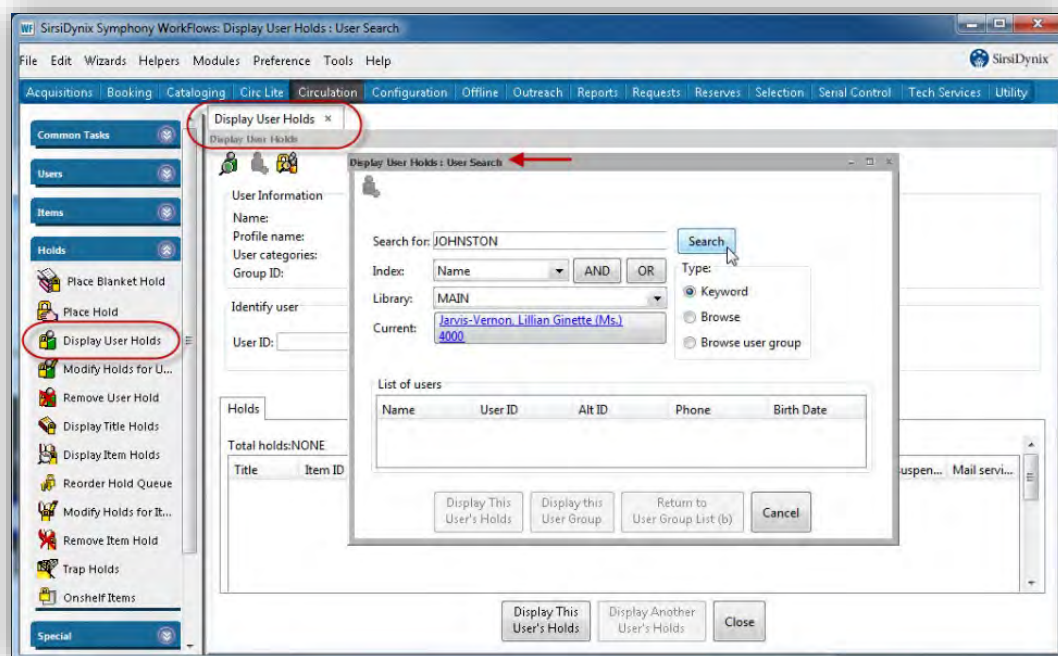 WF SirsiDynix Symphony WorkFlows: Display User Holds : User Search
File Edit Wizards Helpers Modules Preference Tools Help
SirsiDynix
Acquisitions Booking Cataloging Circ Lite Circulation Configuration Offline Outreach Reports Requests Reserves Selection Serial Control Tech Services Utility
Common Tasks
Users
Items
Holds
Place Blanket Hold
Place Hold
Display User Holds
Modify Holds for U...
Remove User Hold
Display Title Holds
Display Item Holds
Reorder Hold Queue
Modify Holds for It...
Remove Item Hold
Trap Holds
Onshelf Items
Special
Display User Holds ×
Display User Holds
User Information
Name:
Profile name:
User categories:
Group ID:
Identify user
User ID:
Holds
Total holds:NONE
Title Item ID
Suspen... Mail servi...
Display User Holds : User Search
Search for: JOHNSTON
Search
Index: Name AND OR
Type:
Library: MAIN
Keyword
Current: Jarvis-Vernon, Lillian Ginette (Ms.)
4000
Browse
Browse user group
List of users
Name User ID Alt ID Phone Birth Date
Display This
User's Holds
Display this
User Group
Return to
User Group List (b)
Cancel
Display This
User's Holds
Display Another
User's Holds
Close